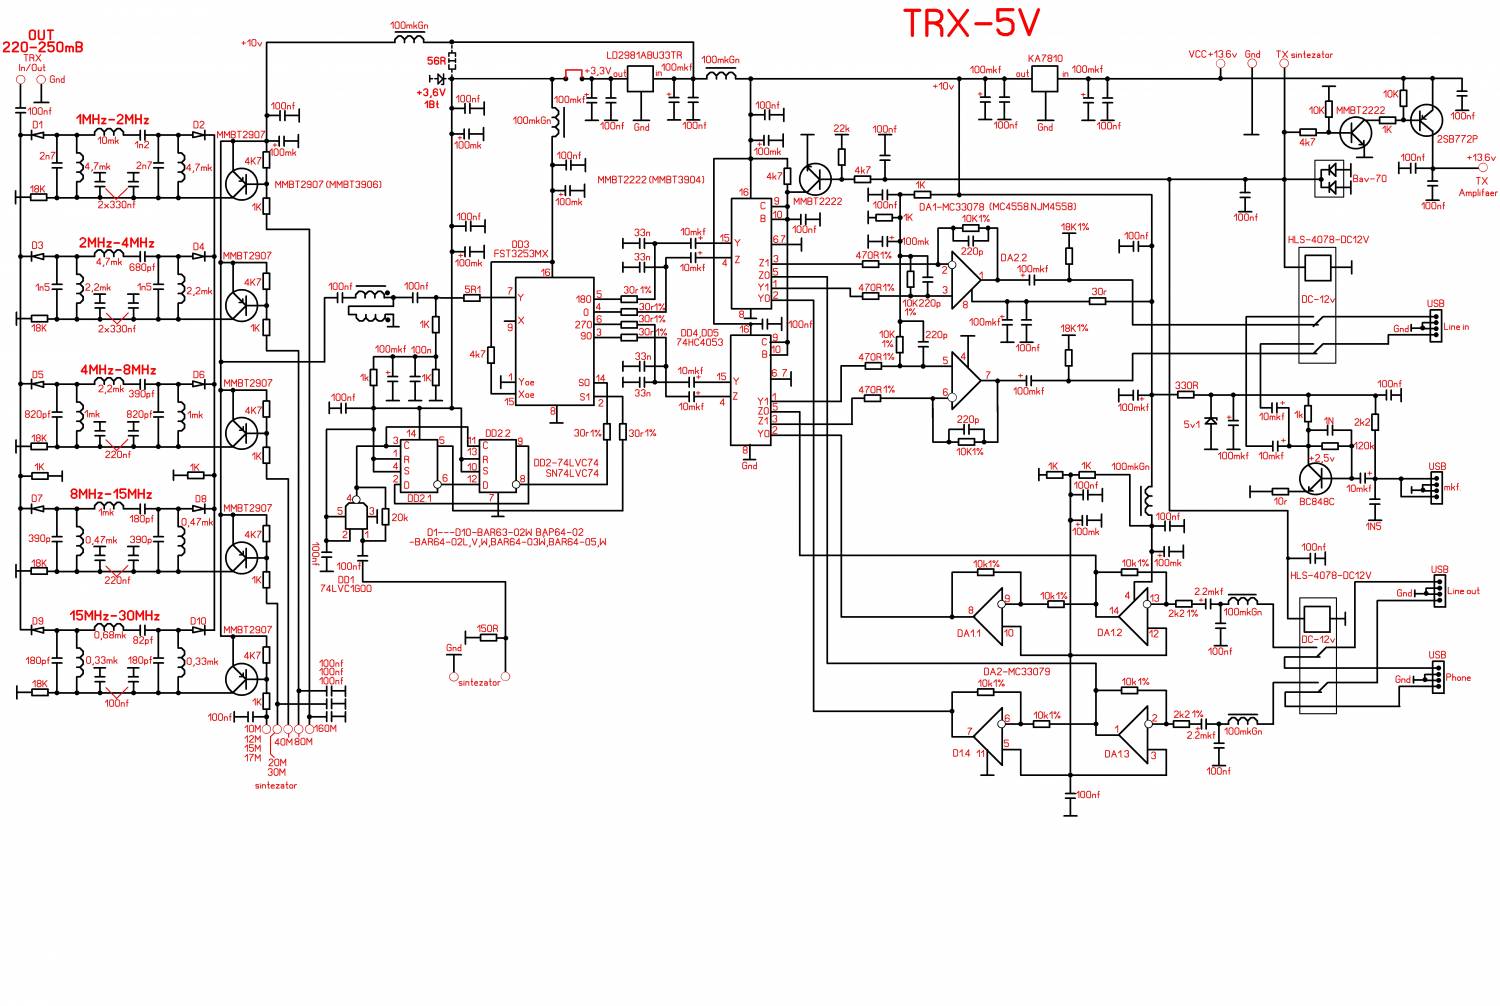 TRX-5V
OUT
220-250mB
TRX
In/Out
Gnd
100nf
+10v
100mkGn
56R
+3,6V
1Bt
LD2981ABU33TR
+3,3V
out
in
100mkf
100mkf
100nf
Gnd
100nf
100mkGn
+10v
KA7810
100mkf
out
in
100mkf
100nf
Gnd
100nf
VCC+13.6v
Gnd
TX sintezator
10K
MMBT2222
10K
1K
4k7
2SB772P
100nf
100nf
+13.6v
TX
Amplifaer
100nf
Bav-70
100nf
1MHz-2MHz
D1
10mk
1n2
D2
2n7
4,7mk
2n7
4,7mk
18K
2x330nf
MMBT2907
4K7
MMBT2907(MMBT3906)
1K
100nf
100mk
2MHz-4MHz
D3
4,7mk
680pf
D4
1n5
2,2mk
1n5
2,2mk
18K
2x330nf
MMBT2907
4K7
1K
4MHz-8MHz
D5
2,2mk
390pf
D6
820pf
1mk
820pf
1mk
18K
220nf
MMBT2907
4K7
1K
1K
1K
8MHz-15MHz
D7
1mk
180pf
D8
390p
0,47mk
390p
0,47mk
18K
220nf
MMBT2907
4K7
1K
15MHz-30MHz
D9
0,68mk
82pf
D10
180pf
0,33mk
180pf
0,33mk
18K
100nf
MMBT2907
4K7
1K
100nf
100nf
100nf
100nf
10M
12M
15M
17M
40M
80M
160M
20M
30M
sintezator
100nf
100mk
100mkGn
100nf
100mk
100nf
100mk
DD3
FST3253MX
16
7
Y
X
9
1
Yoe
Xoe
15
8
180
5
0
4
270
6
90
3
S0
14
S1
2
4k7
5R1
100nf
100nf
1K
100mkf
100n
1k
1K
100nf
30r1%
30r1%
30r1%
30r1%
30r1%
30r1%
33n
33n
33n
33n
10mkf
10mkf
10mkf
10mkf
14
3
C
5
1
R
4
S
2
D
6
DD2.1
DD2.2
11
C
9
13
R
10
S
12
D
8
7
DD2-74LVC74
SN74LVC74
4
5
3
2
1
20k
100nf
100nf
DD1
74LVC1G00
D1---D10-BAR63-02W BAP64-02
-BAR64-02L,V,W,BAR64-03W,BAR64-05,W
Gnd
150R
sintezator
MMBT2222(MMBT3904)
100nf
100mk
4k7
MMBT2222
22k
100nf
4k7
16
C
9
B
10
6.7
15
Y
4
Z
Z1
3
Z0
5
Y1
1
Y0
2
8
100nf
100nf
DD4,DD5
74HC4053
16
C
9
B
10
6 7
15
Y
4
Z
Y1
1
Z0
5
Z1
3
Y0
2
8
Gnd
1K
100nf
1K
100mk
DA1-MC33078 (MC4558.NJM4558)
10K1%
220p
DA2.2
470R1%
470R1%
2
3
1
8
10K
1%
220p
100mkf
18K1%
30r
100mkf
100nf
100nf
10K
1%
220p
470R1%
470R1%
5
6
4
7
100mkf
18K1%
220p
10K1%
100mkf
1K
1K
100mkGn
100nf
100mk
100nf
100mk
HLS-4078-DC12V
DC-12v
USB
Gnd
Line in
330R
5v1
100mkf
10mkf
1k
1N
2k2
100nf
120k
10mkf
+2,5v
BC848C
10r
10mkf
1N5
USB
mkf
100nf
HLS-4078-DC12V
DC-12v
USB
Gnd
Line out
USB
Gnd
Phone
10k1%
8
9
10
DA1.1
10k1%
10k1%
4
13
14
12
DA1.2
2k2 1%
2.2mkf
100mkGn
100nf
DA2-MC33079
10k1%
7
6
5
11
D1.4
10k1%
10k1%
1
2
3
DA1.3
2k2 1%
2.2mkf
100mkGn
100nf
100nf